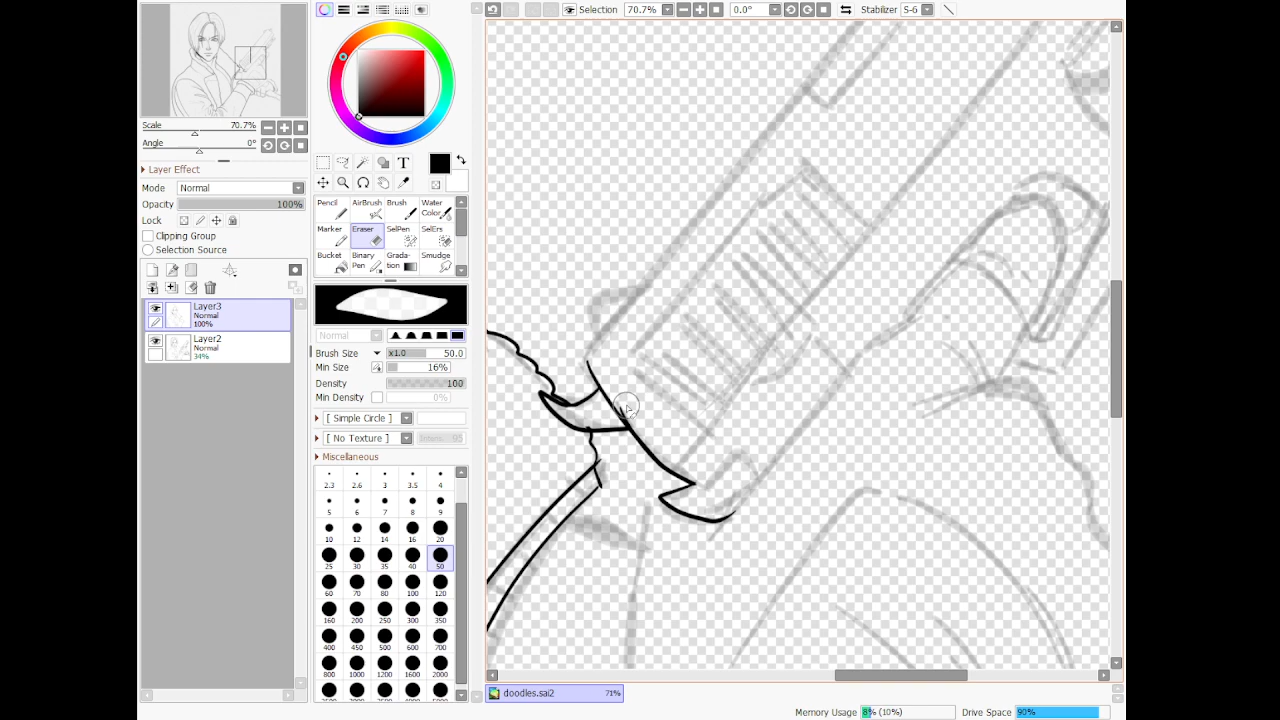 Selection 70.7% 0.0° Stabilizer S-6
Scale 70.7%
Angle 0°
Layer Effect
Mode Normal
Opacity 100%
Lock
Clipping Group
Selection Source
Layer3
Normal
100%
Layer2
Normal
34%
T
Pencil AirBrush Brush Water Color
Marker Eraser SelPen SelErs
Bucket Binary Pen Grada-tion Smudge
Normal
Brush Size x1.0 50.0
Min Size 16%
Density 100
Min Density 0%
[ Simple Circle ]
[ No Texture ] 95
Miscellaneous
2.3 2.6 3 3.5 4
5 6 7 8 9
10 12 14 16 20
25 30 35 40 50
60 70 80 100 120
160 200 250 300 350
400 450 500 600 700
800 1000 1200 1600 2000
doodles.sai2 71%
Memory Usage 8% (10%) Drive Space 90%